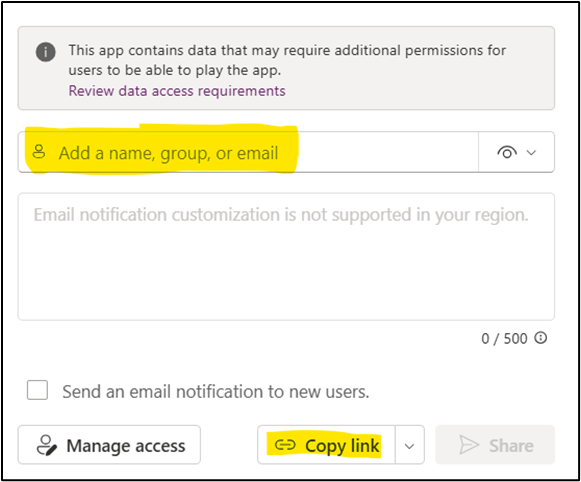 This app contains data that may require additional permissions for
users to be able to play the app.
Review data access requirements
Add a name, group, or email
Email notification customization is not supported in your region.
0 / 500
Send an email notification to new users.
Manage access
Copy link
Share